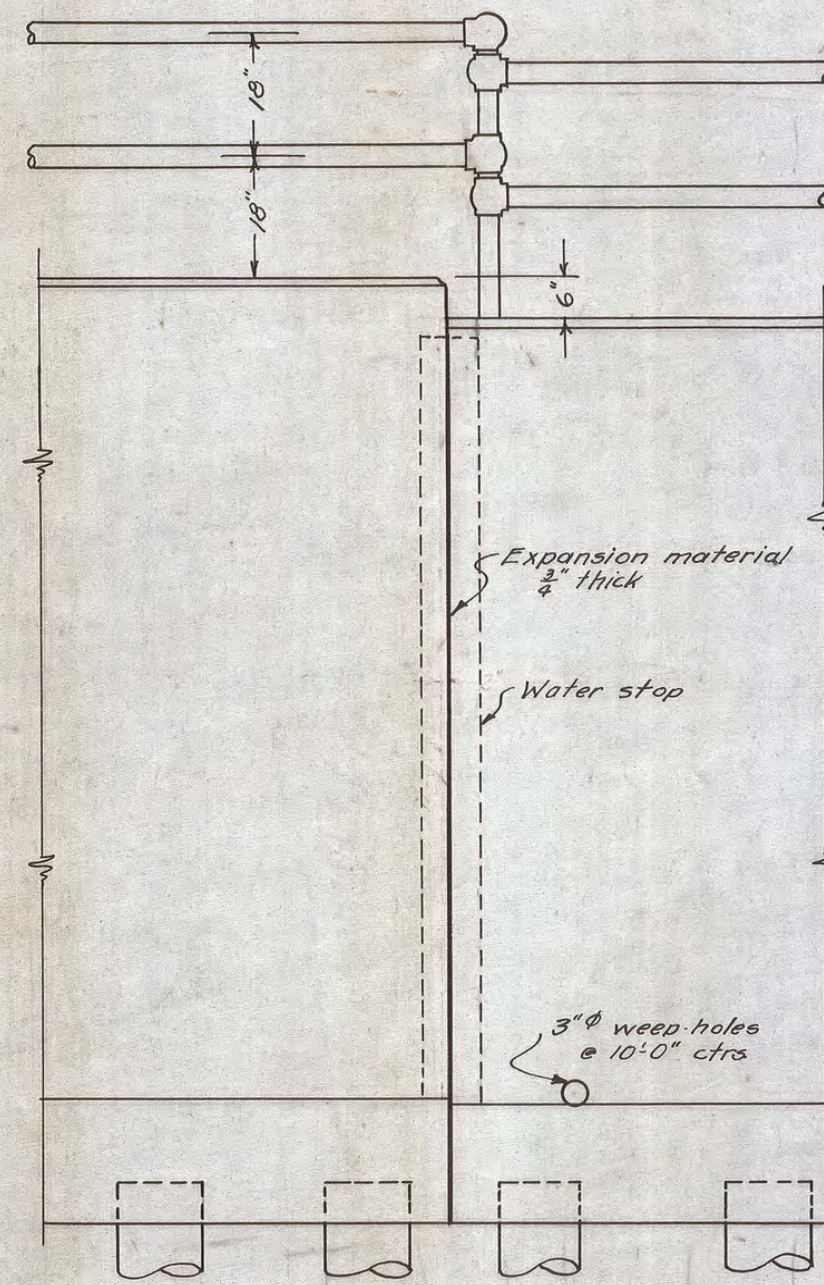 18"
18"
6"
Expansion material
3/4" thick
Water stop
3"φ weep-holes
@ 10'-0" ctrs